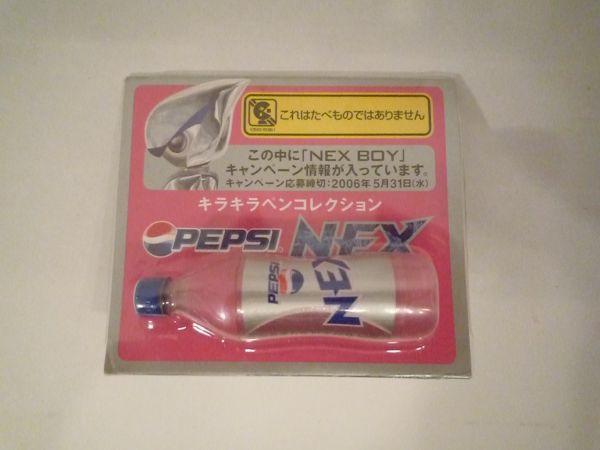 これはたべものではありません
この中に「NEX BOY」
キャンペーン情報が入っています。
キャンペーン応募締切:2006年5月31日(水)
キラキラペンコレクション
PEPSI NEX
PEPSI
NEX